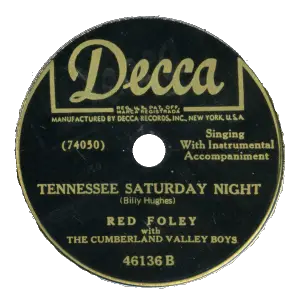 Decca
REG. U.S. PAT. OFF.
MARCA REGISTRADA
MANUFACTURED BY DECCA RECORDS, INC., NEW YORK, U.S.A.
(74050)
Singing
With Instrumental
Accompaniment
TENNESSEE SATURDAY NIGHT
(Billy Hughes)
RED FOLEY
with
THE CUMBERLAND VALLEY BOYS
46136 B